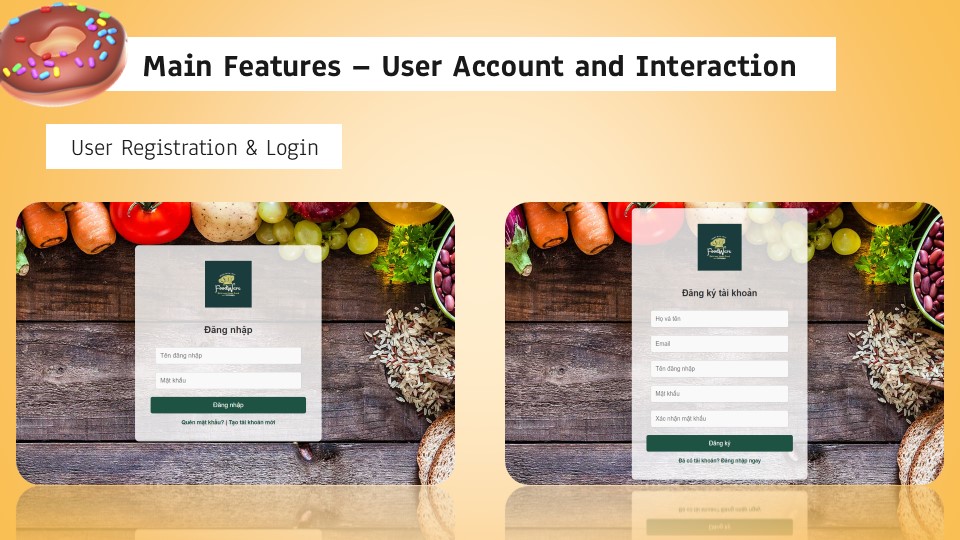 Main Features – User Account and Interaction
User Registration & Login
Đăng nhập
Tên đăng nhập
Mật khẩu
Đăng nhập
Quên mật khẩu? | Tạo tài khoản mới
Đăng ký tài khoản
Họ và tên
Email
Tên đăng nhập
Mật khẩu
Xác nhận mật khẩu
Đăng ký
Đã có tài khoản? Đăng nhập ngay